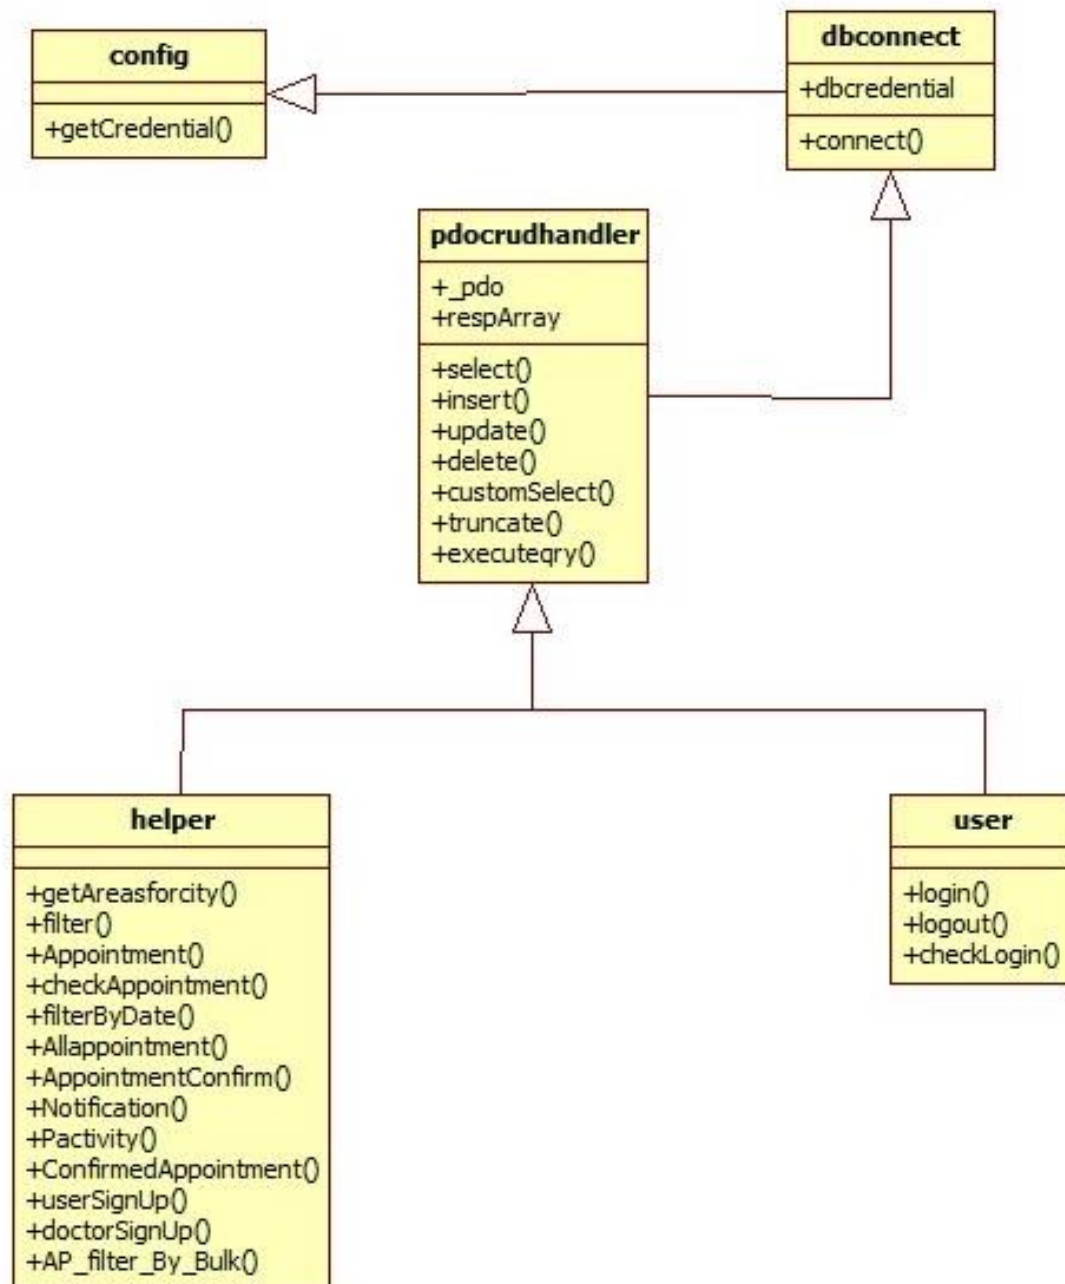 config
+getCredential()
dbconnect
+dbcredential
+connect()
pdocrudhandler
+_pdo
+respArray
+select()
+insert()
+update()
+delete()
+customSelect()
+truncate()
+executeqry()
helper
+getAreasforcity()
+filter()
+Appointment()
+checkAppointment()
+filterByDate()
+Allappointment()
+AppointmentConfirm()
+Notification()
+Pactivity()
+ConfirmedAppointment()
+userSignUp()
+doctorSignUp()
+AP_filter_By_Bulk()
user
+login()
+logout()
+checkLogin()